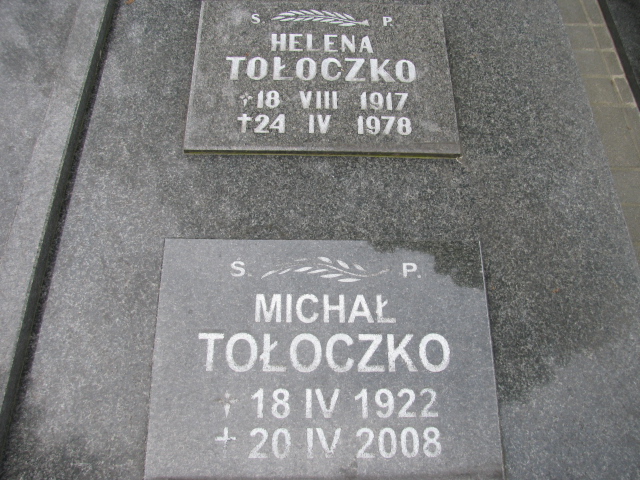 Ś. P.
HELENA
TOŁOCZKO
* 18 VIII 1917
† 24 IV 1978
Ś. P.
MICHAŁ
TOŁOCZKO
* 18 IV 1922
† 20 IV 2008